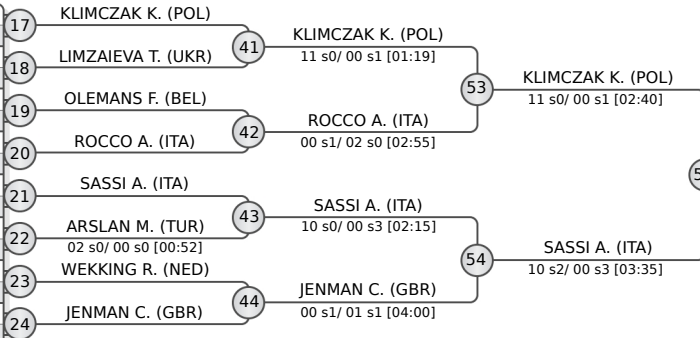 17
KLIMCZAK K. (POL)
18
LIMZAIEVA T. (UKR)
41
KLIMCZAK K. (POL)
11 s0/ 00 s1 [01:19]
19
OLEMANS F. (BEL)
20
ROCCO A. (ITA)
42
ROCCO A. (ITA)
00 s1/ 02 s0 [02:55]
53
KLIMCZAK K. (POL)
11 s0/ 00 s1 [02:40]
21
SASSI A. (ITA)
22
ARSLAN M. (TUR)
02 s0/ 00 s0 [00:52]
43
SASSI A. (ITA)
10 s0/ 00 s3 [02:15]
23
WEKKING R. (NED)
24
JENMAN C. (GBR)
44
JENMAN C. (GBR)
00 s1/ 01 s1 [04:00]
54
SASSI A. (ITA)
10 s2/ 00 s3 [03:35]